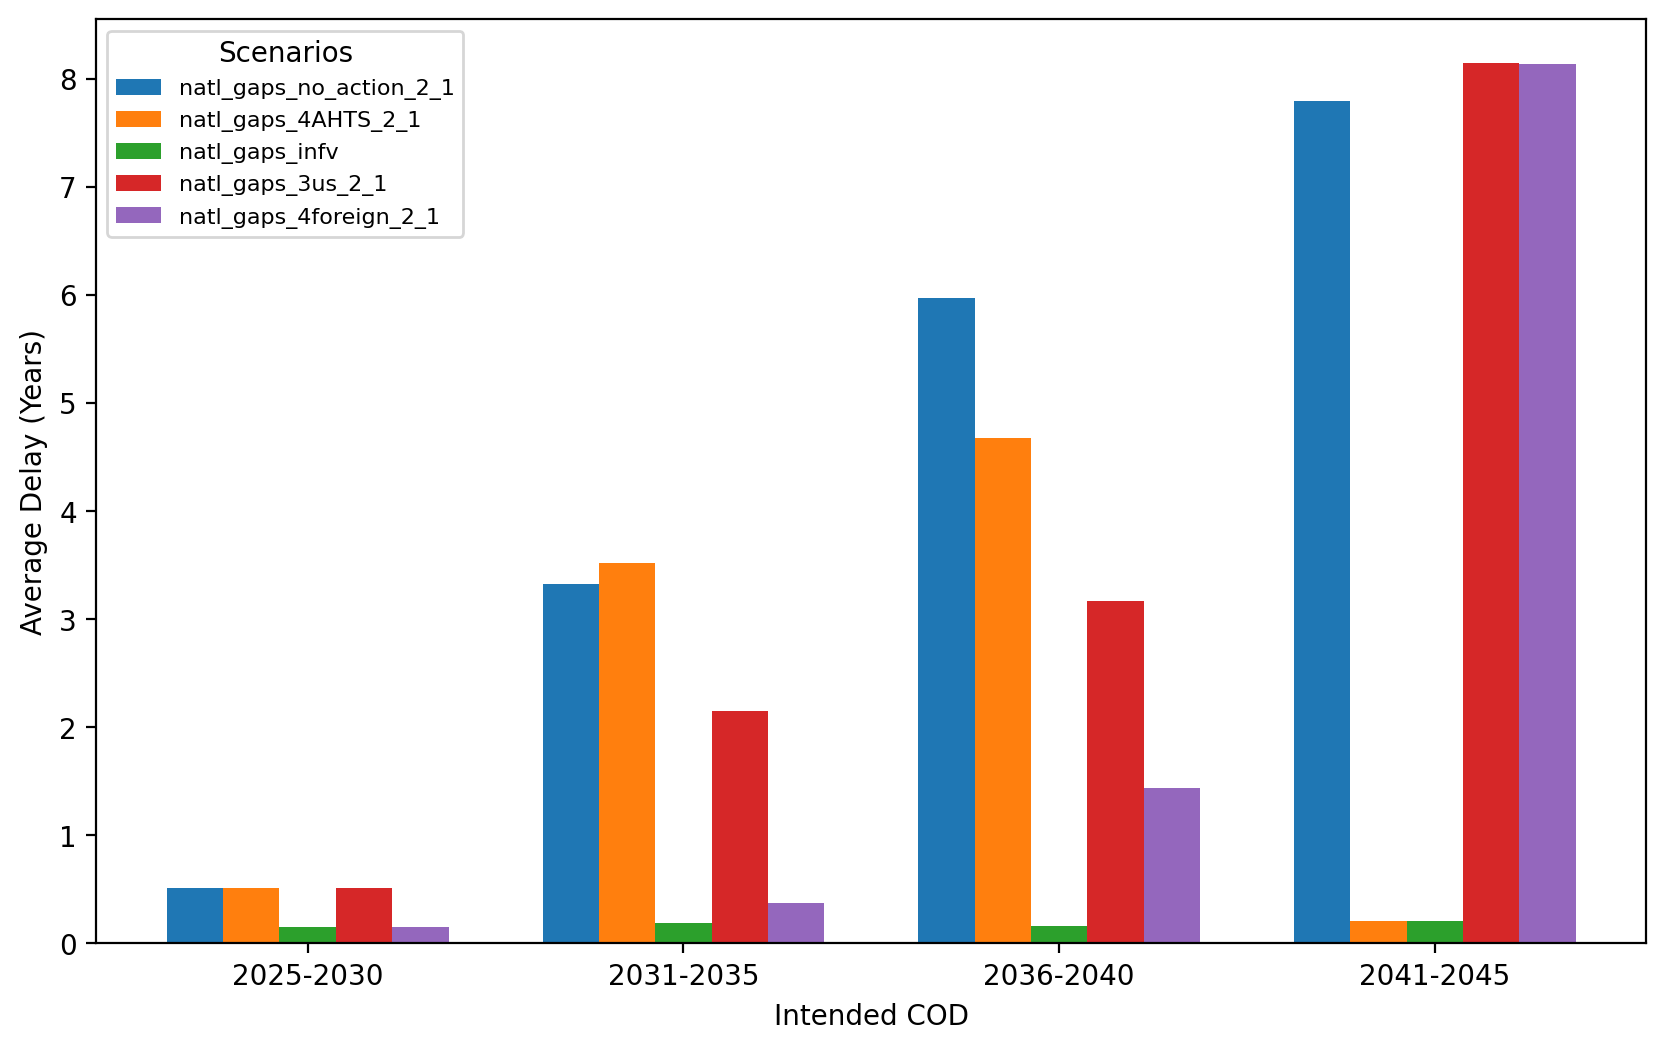 Scenarios
natl_gaps_no_action_2_1
natl_gaps_4AHTS_2_1
natl_gaps_infv
natl_gaps_3us_2_1
natl_gaps_4foreign_2_1
Average Delay (Years)
8
7
6
5
4
3
2
1
0
2025-2030
2031-2035
2036-2040
2041-2045
Intended COD